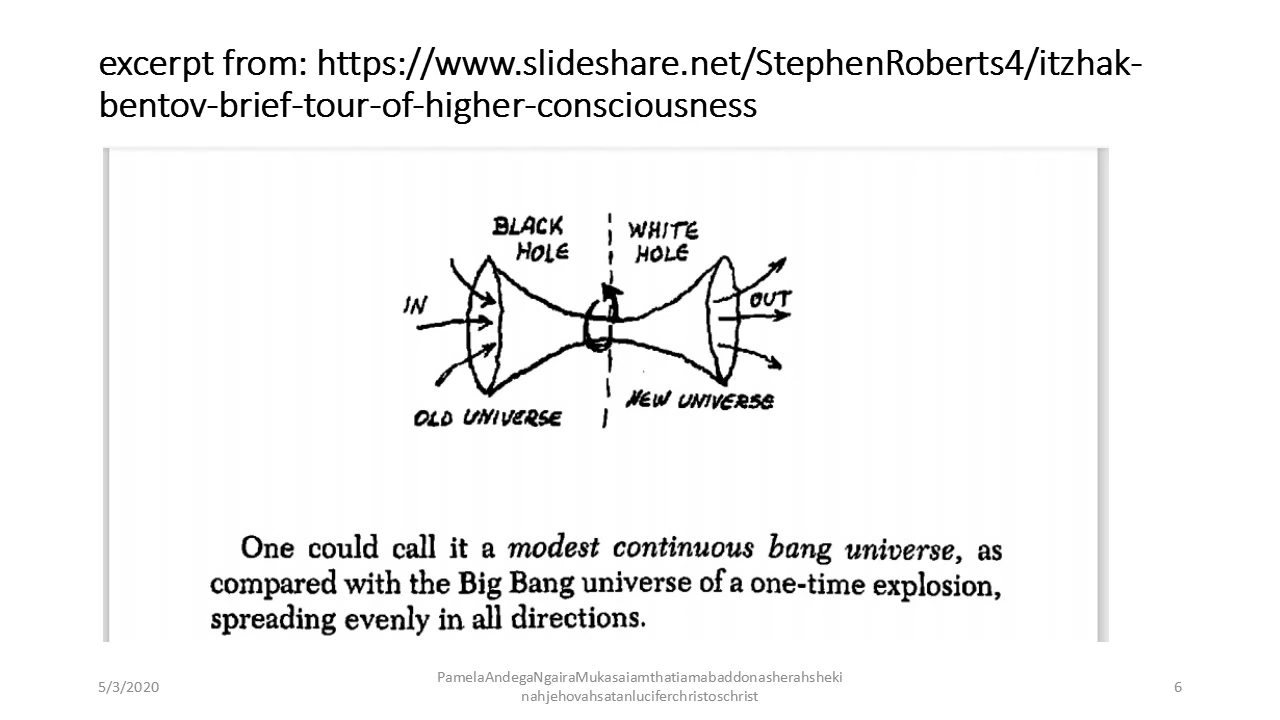 excerpt from: https://www.slideshare.net/StephenRoberts4/itzhak-
bentov-brief-tour-of-higher-consciousness
BLACK
HOLE
WHITE
HOLE
IN
OUT
OLD UNIVERSE
NEW UNIVERSE
One could call it a modest continuous bang universe, as
compared with the Big Bang universe of a one-time explosion,
spreading evenly in all directions.
5/3/2020
PamelaAndegaNgairaMukasaiamthatiamabaddonasherahsheki
nahjehovahsatanluciferchristoschrist
6